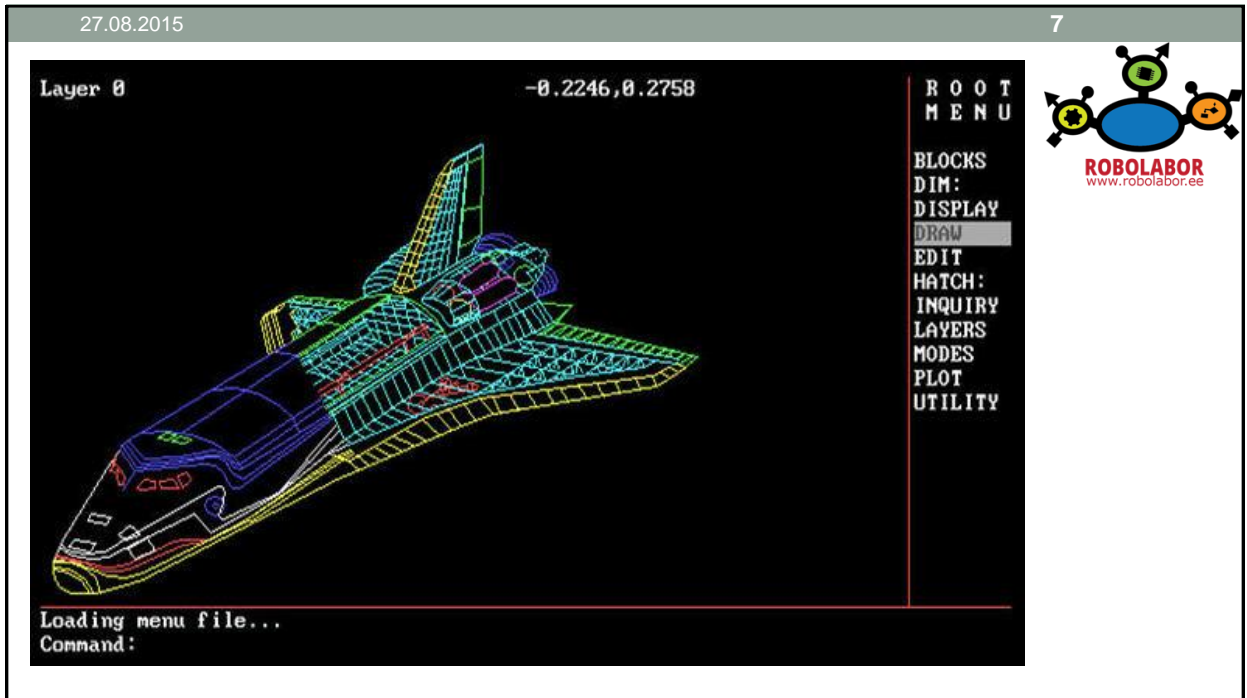 27.08.2015 7
Layer 0 -0.2246,0.2758
R O O T
M E N U
BLOCKS
DIM:
DISPLAY
DRAW
EDIT
HATCH:
INQUIRY
LAYERS
MODES
PLOT
UTILITY
Loading menu file...
Command:
ROBOLABOR
www.robolabor.ee